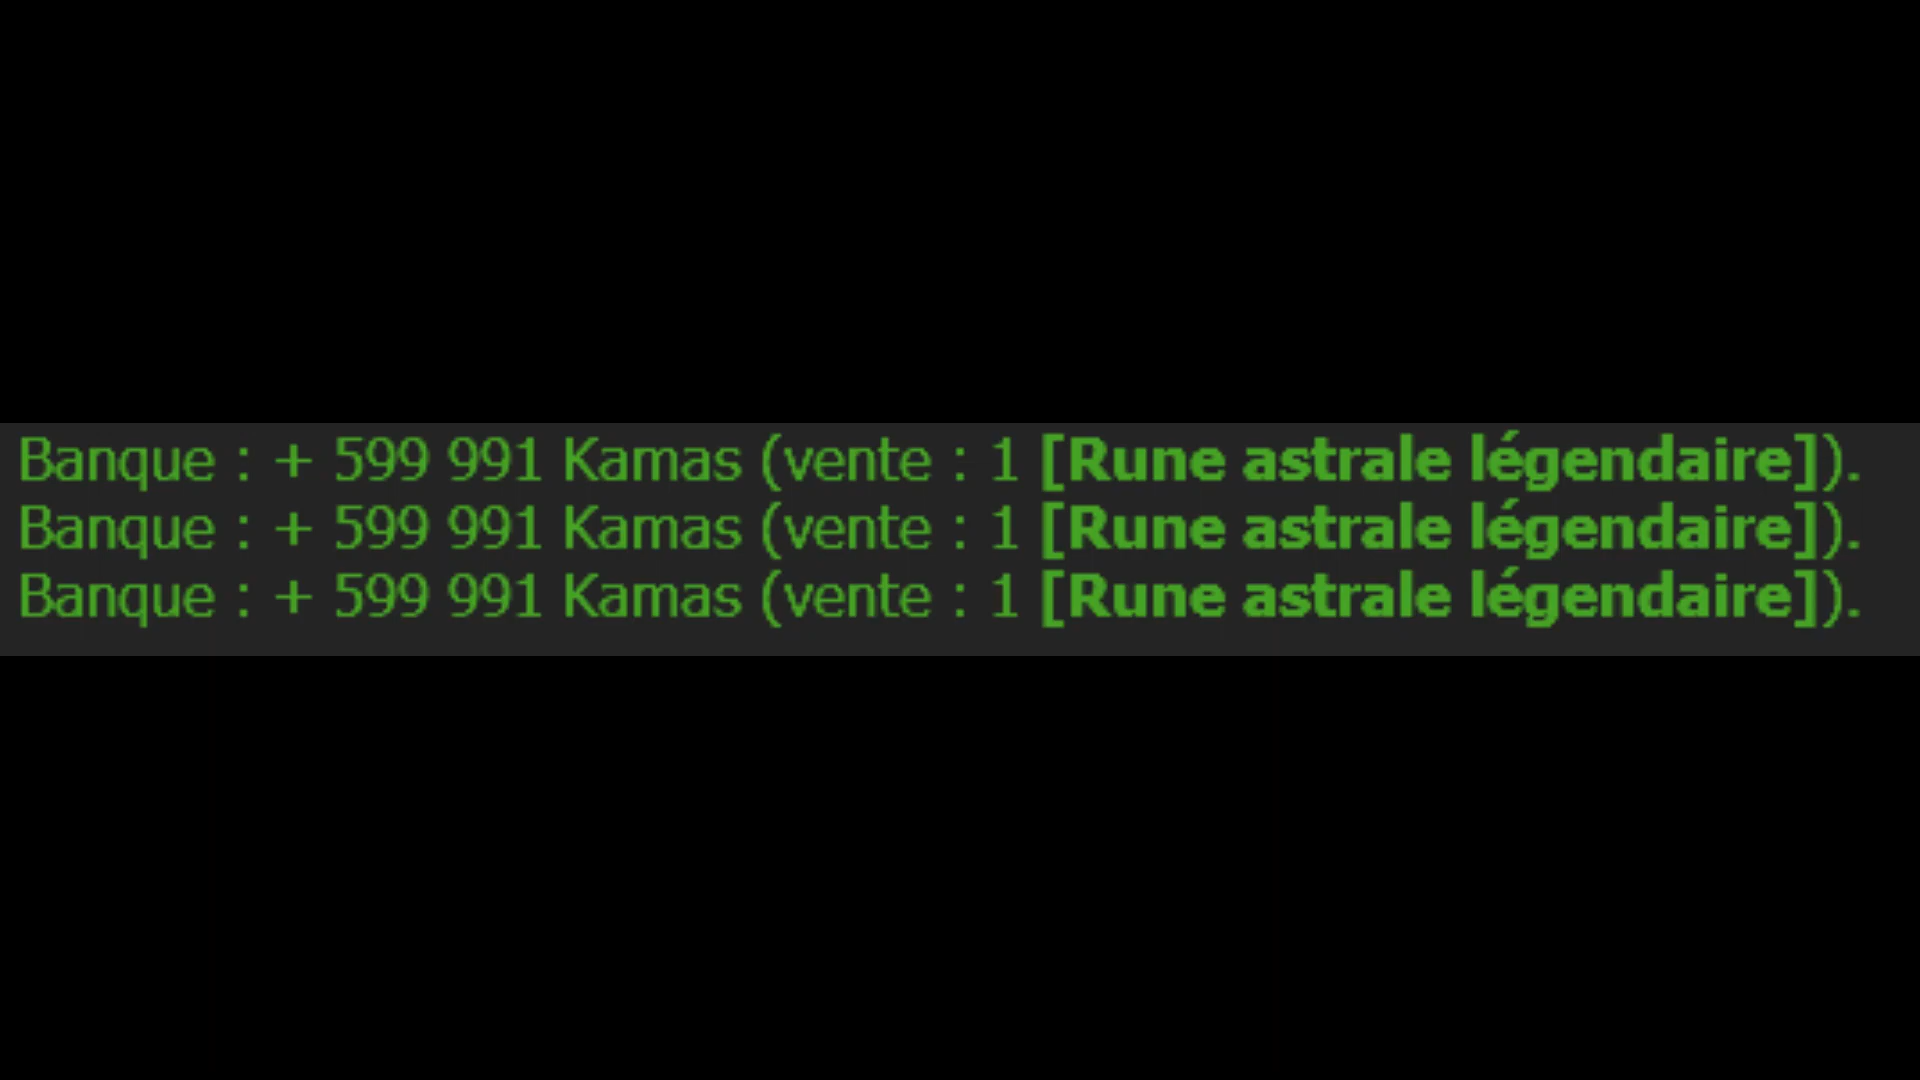 Banque : + 599 991 Kamas (vente : 1 [Rune astrale légendaire]).
Banque : + 599 991 Kamas (vente : 1 [Rune astrale légendaire]).
Banque : + 599 991 Kamas (vente : 1 [Rune astrale légendaire]).